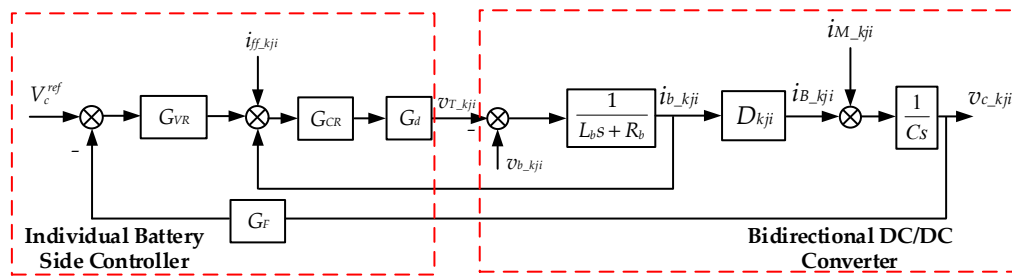 i_ff_kji
i_M_kji
V_c^ref
v_T_kji
i_b_kji
i_B_kji
v_c_kji
G_VR
G_CR
G_d
1
L_b s + R_b
D_kji
1
Cs
-
-
v_b_kji
G_F
Individual Battery
Side Controller
Bidirectional DC/DC
Converter